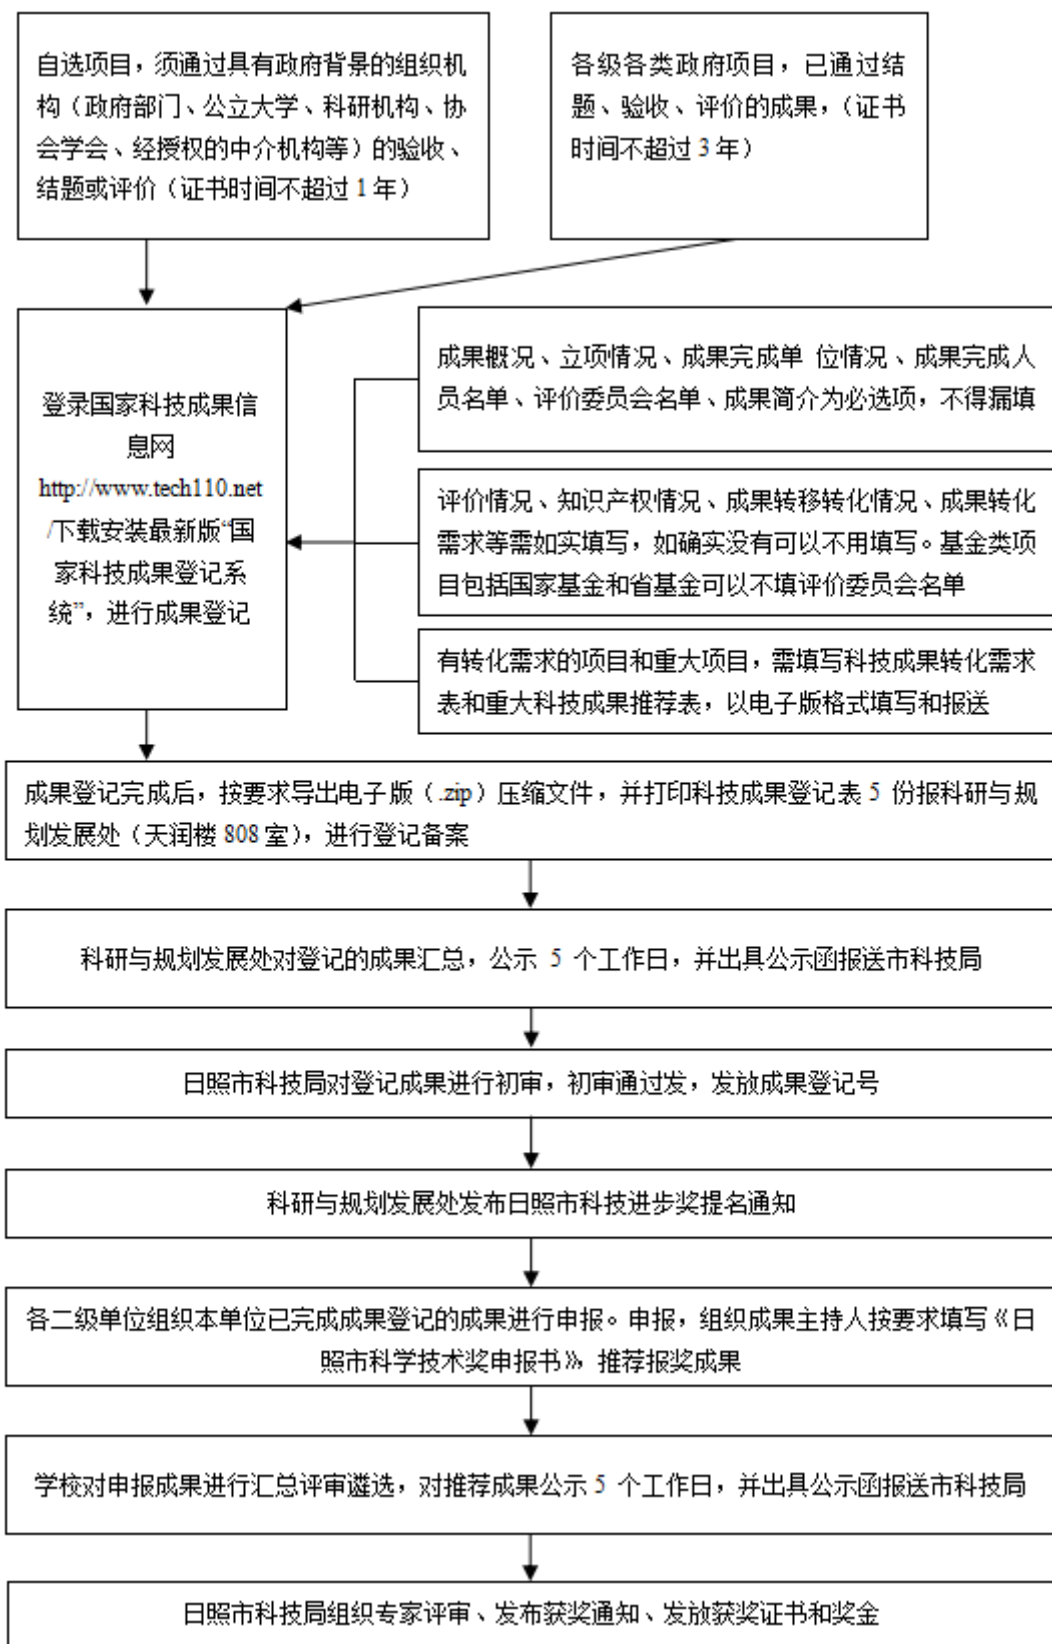 自选项目，须通过具有政府背景的组织机
构（政府部门、公立大学、科研机构、协
会学会、经授权的中介机构等）的验收、
结题或评价（证书时间不超过 1 年）
各级各类政府项目，已通过结
题、验收、评价的成果，（证书
时间不超过 3 年）
登录国家科技成果信
息网
http://www.tech110.net
/下载安装最新版“国
家科技成果登记系
统”，进行成果登记
成果概况、立项情况、成果完成单 位情况、成果完成人
员名单、评价委员会名单、成果简介为必选项，不得漏填
评价情况、知识产权情况、成果转移转化情况、成果转化
需求等需如实填写，如确实没有可以不用填写。基金类项
目包括国家基金和省基金可以不填评价委员会名单
有转化需求的项目和重大项目，需填写科技成果转化需求
表和重大科技成果推荐表，以电子版格式填写和报送
成果登记完成后，按要求导出电子版（.zip）压缩文件，并打印科技成果登记表 5 份报科研与规
划发展处（天润楼 808 室），进行登记备案
科研与规划发展处对登记的成果汇总，公示 5 个工作日，并出具公示函报送市科技局
日照市科技局对登记成果进行初审，初审通过发，发放成果登记号
科研与规划发展处发布日照市科技进步奖提名通知
各二级单位组织本单位已完成成果登记的成果进行申报。申报，组织成果主持人按要求填写《日
照市科学技术奖申报书》，推荐报奖成果
学校对申报成果进行汇总评审遴选，对推荐成果公示 5 个工作日，并出具公示函报送市科技局
日照市科技局组织专家评审、发布获奖通知、发放获奖证书和奖金